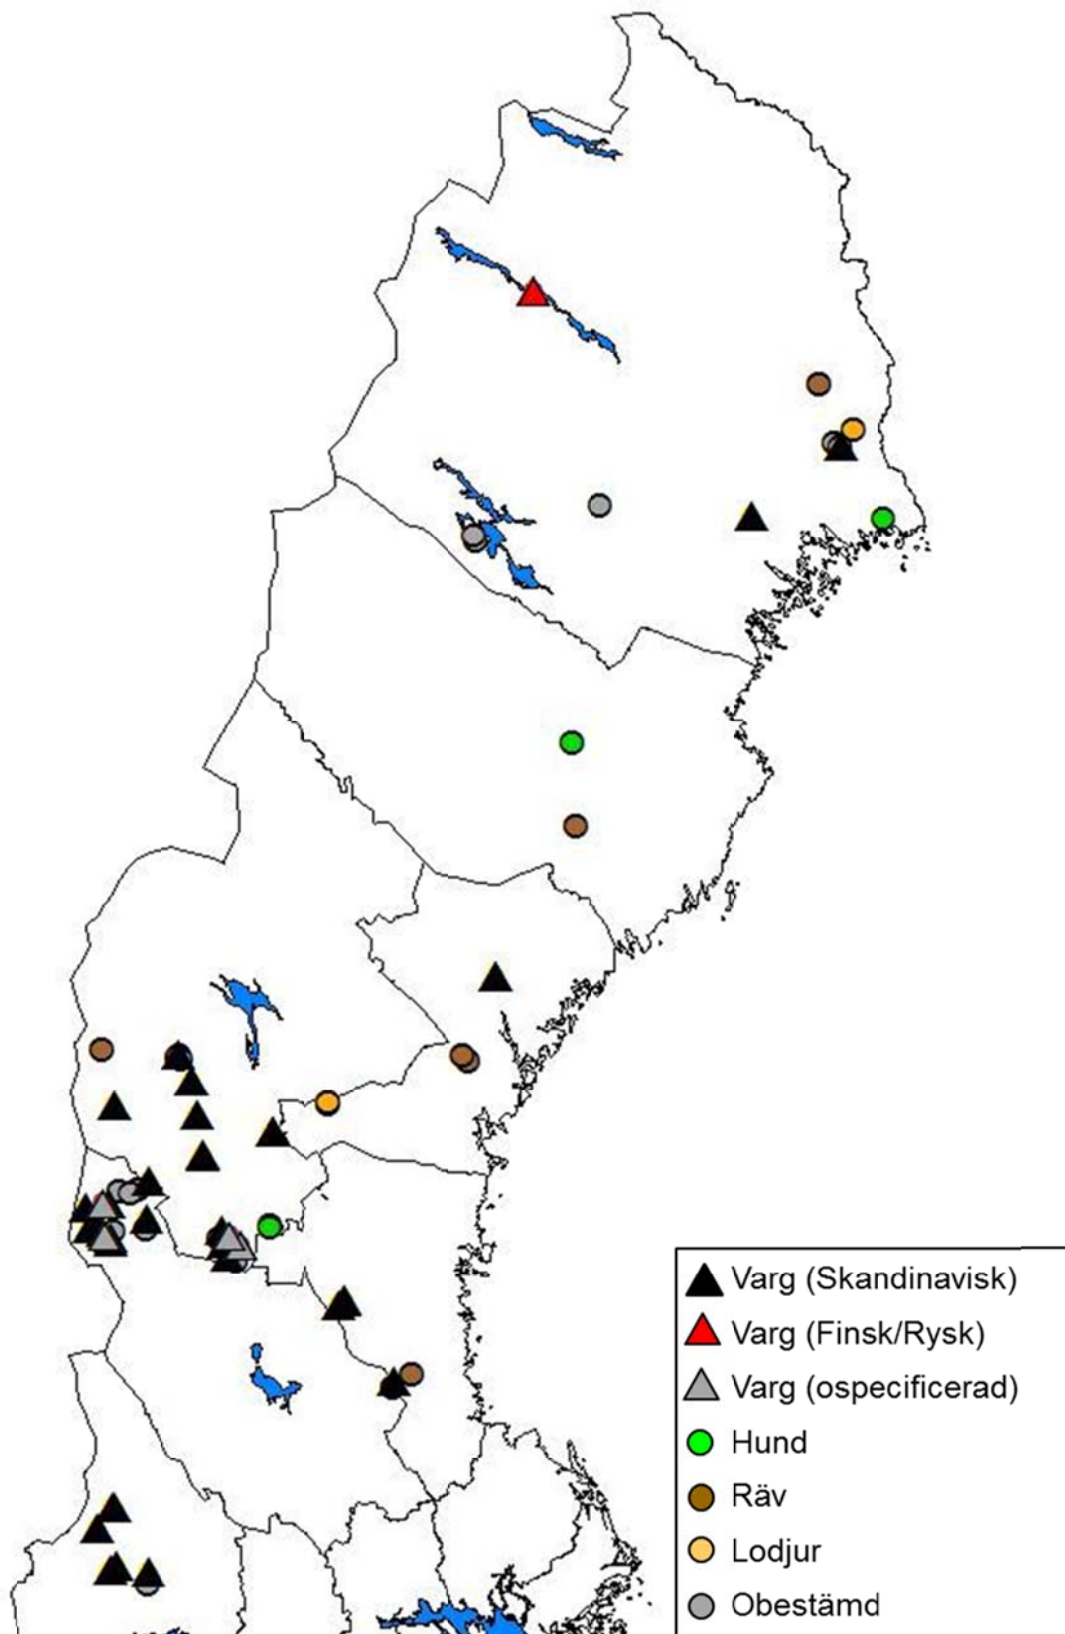 Varg (Skandinavisk)
Varg (Finsk/Rysk)
Varg (ospecificerad)
Hund
Räv
Lodjur
Obestämd